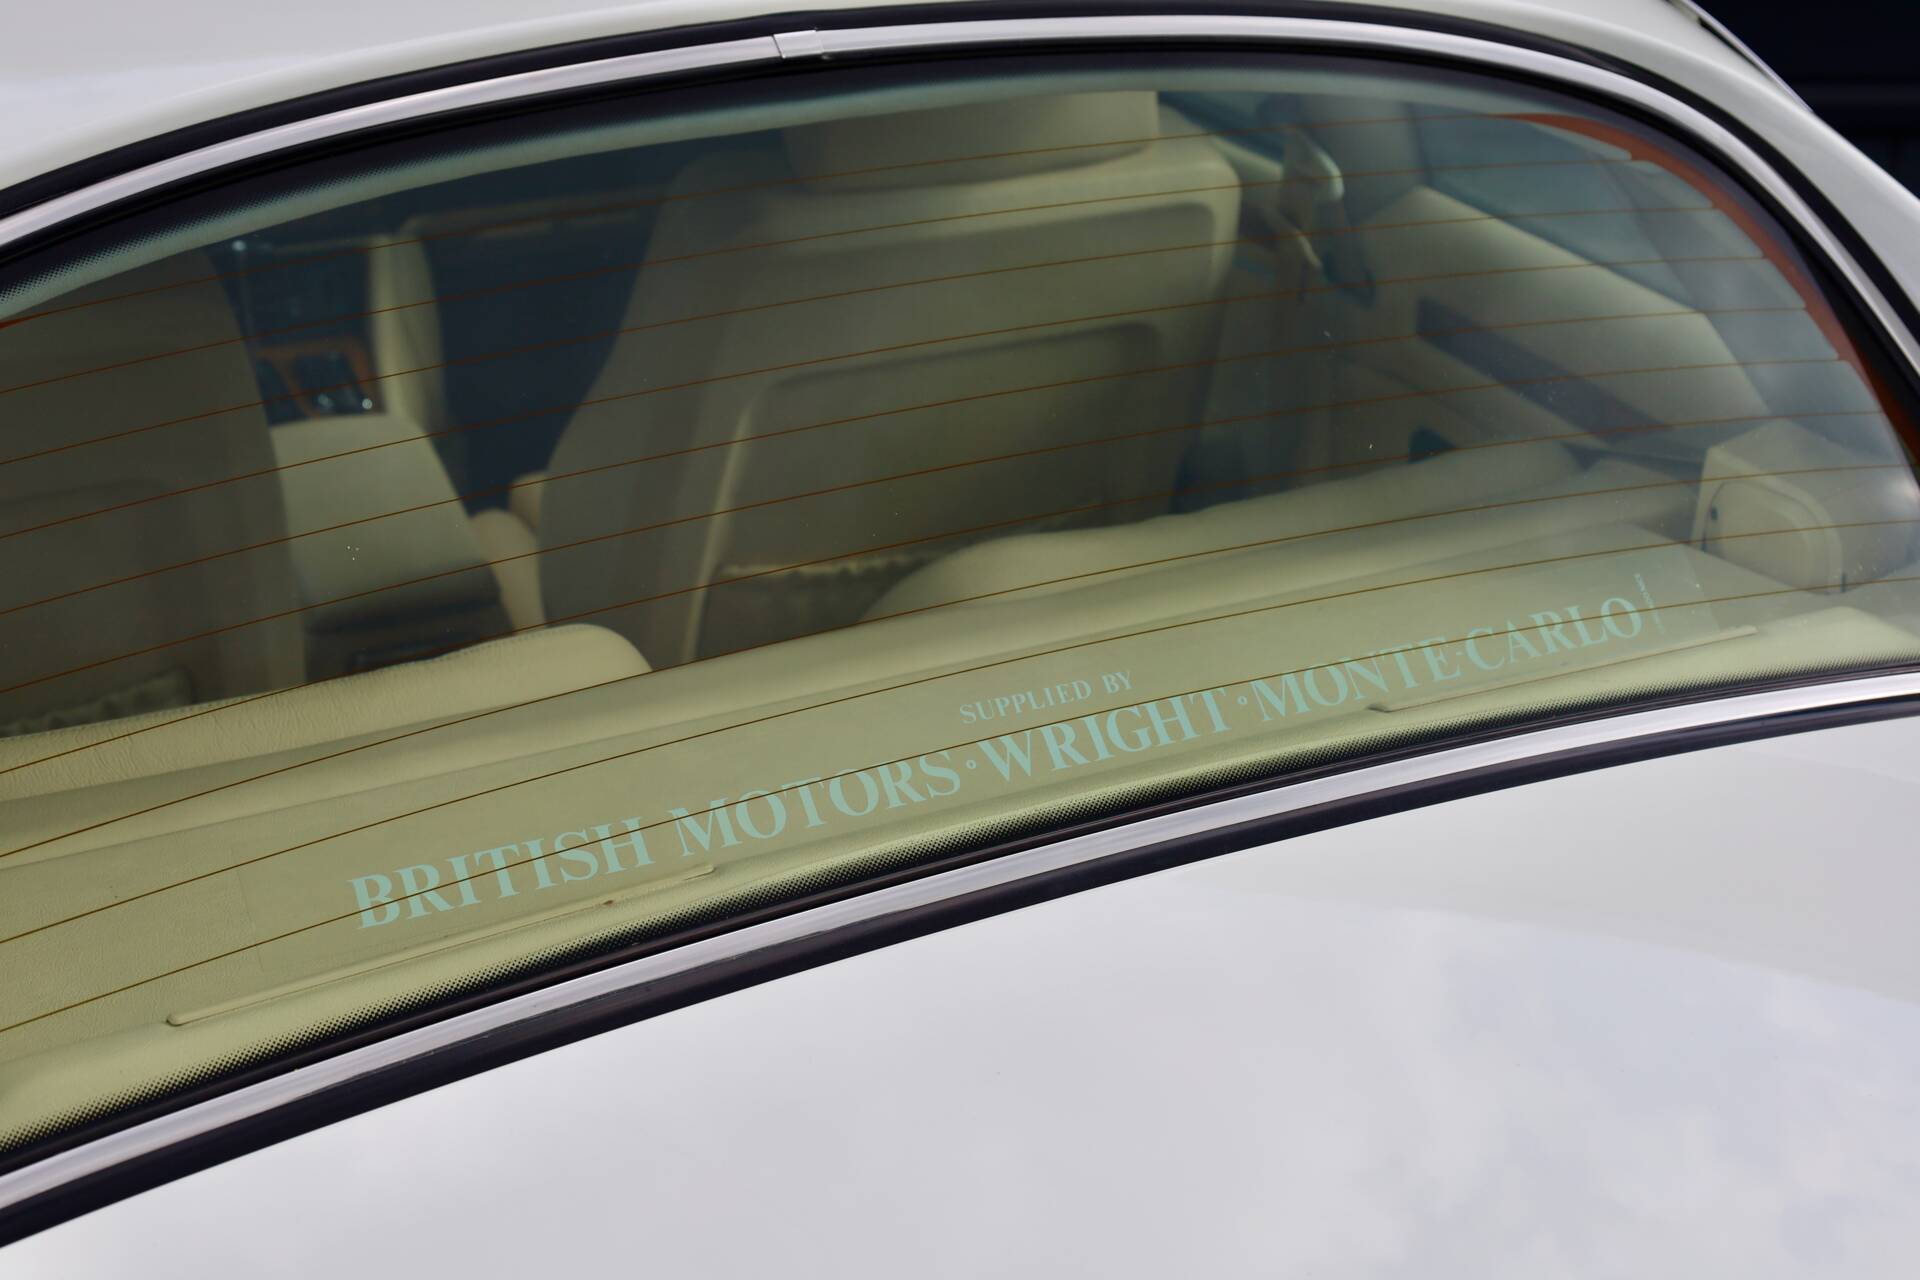 SUPPLIED BY
BRITISH MOTORS∘WRIGHT∘MONTE-CARLO